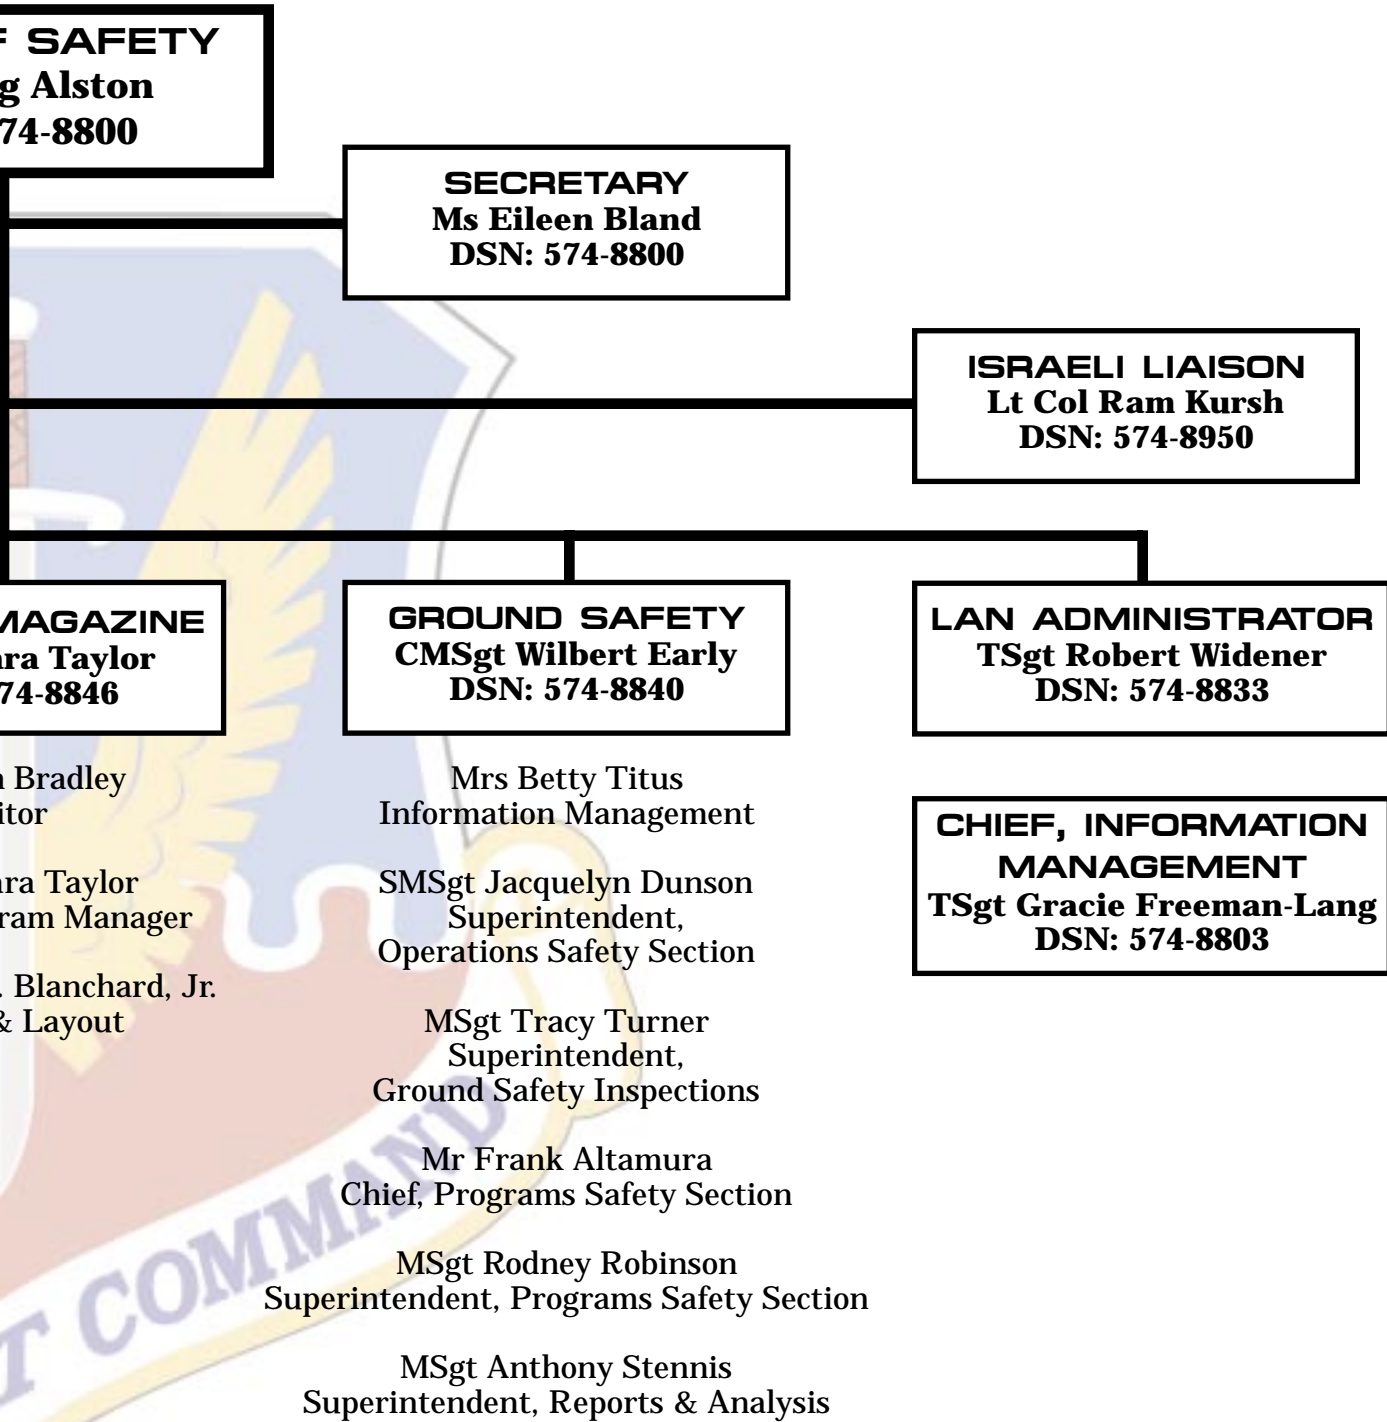 SAFETY
Alston
74-8800
SECRETARY
Ms Eileen Bland
DSN: 574-8800
ISRAELI LIAISON
Lt Col Ram Kursh
DSN: 574-8950
MAGAZINE
ara Taylor
74-8846
GROUND SAFETY
CMSgt Wilbert Early
DSN: 574-8840
LAN ADMINISTRATOR
TSgt Robert Widener
DSN: 574-8833
Bradley
itor
ara Taylor
ram Manager
. Blanchard, Jr.
& Layout
Mrs Betty Titus
Information Management
SMSgt Jacquelyn Dunson
Superintendent,
Operations Safety Section
MSgt Tracy Turner
Superintendent,
Ground Safety Inspections
Mr Frank Altamura
Chief, Programs Safety Section
MSgt Rodney Robinson
Superintendent, Programs Safety Section
MSgt Anthony Stennis
Superintendent, Reports & Analysis
CHIEF, INFORMATION
MANAGEMENT
TSgt Gracie Freeman-Lang
DSN: 574-8803
T COMMAND